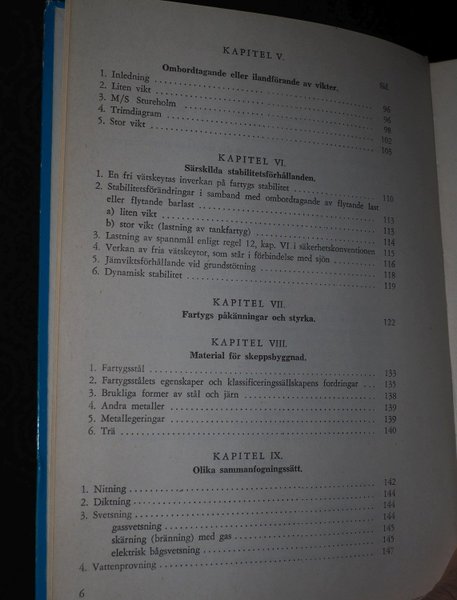 KAPITEL V.
Ombordtagande eller ilandförande av vikter. Sid.
1. Inledning 96
2. Liten vikt 96
3. M/S Stureholm 98
4. Trimdiagram 102
5. Stor vikt 103
KAPITEL VI.
Särskilda stabilitetsförhållanden.
1. En fri vätskeytas inverkan på fartygs stabilitet 110
2. Stabilitetsförändringar i samband med ombordtagande av flytande last
eller flytande barlast 113
a) liten vikt 113
b) stor vikt (lastning av tankfartyg) 114
3. Lastning av spannmål enligt regel 12, kap. VI. i säkerhetskonventionen 115
4. Verkan av fria vätskeytor, som står i förbindelse med sjön 116
5. Jämviktsförhållande vid grundstötning 118
6. Dynamisk stabilitet 119
KAPITEL VII.
Fartygs påkänningar och styrka. 122
KAPITEL VIII.
Material för skeppsbyggnad.
1. Fartygsstål 133
2. Fartygsstålets egenskaper och klassificeringssällskapens fordringar 135
3. Brukliga former av stål och järn 138
4. Andra metaller 139
5. Metallegeringar 139
6. Trä 140
KAPITEL IX.
Olika sammanfogningssätt.
1. Nitning 142
2. Diktning 144
3. Svetsning 144
gassvetsning 144
skärning (bränning) med gas 145
elektrisk bågsvetsning 145
4. Vattenprovning 147
6